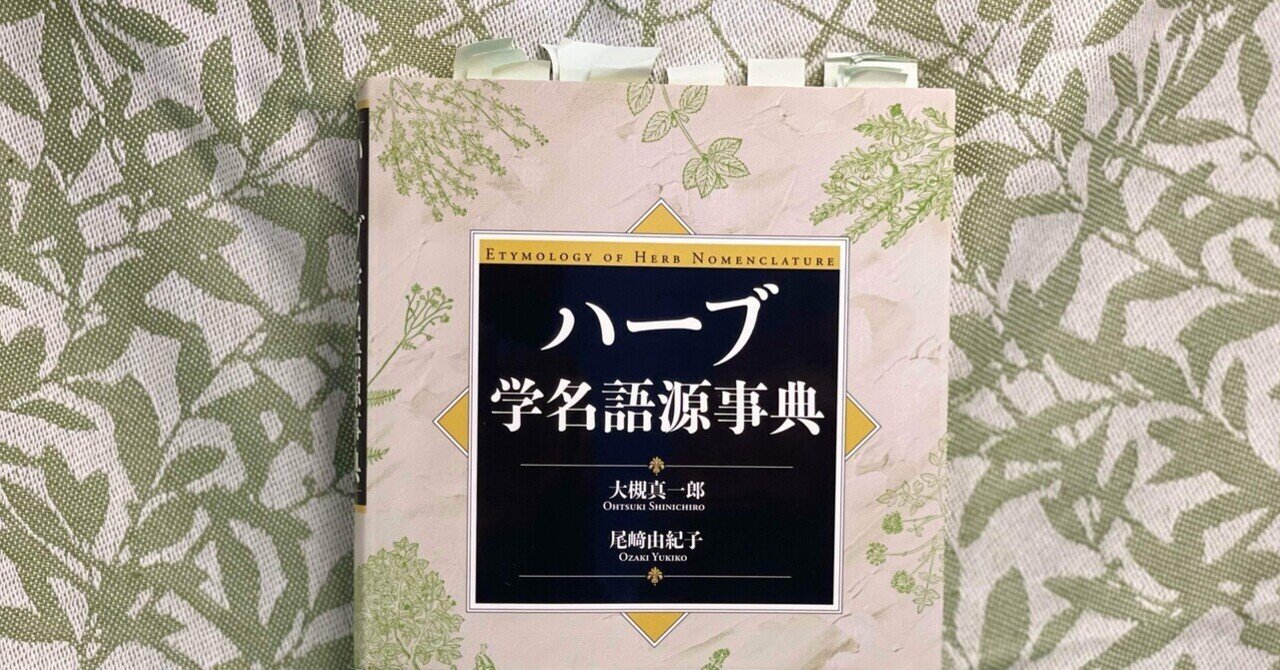 ETYMOLOGY OF HERB NOMENCLATURE
ハーブ
学名語源事典
大槻真一郎
OHTSUKI SHINICHIRO
尾崎由紀子
OZAKI YUKIKO